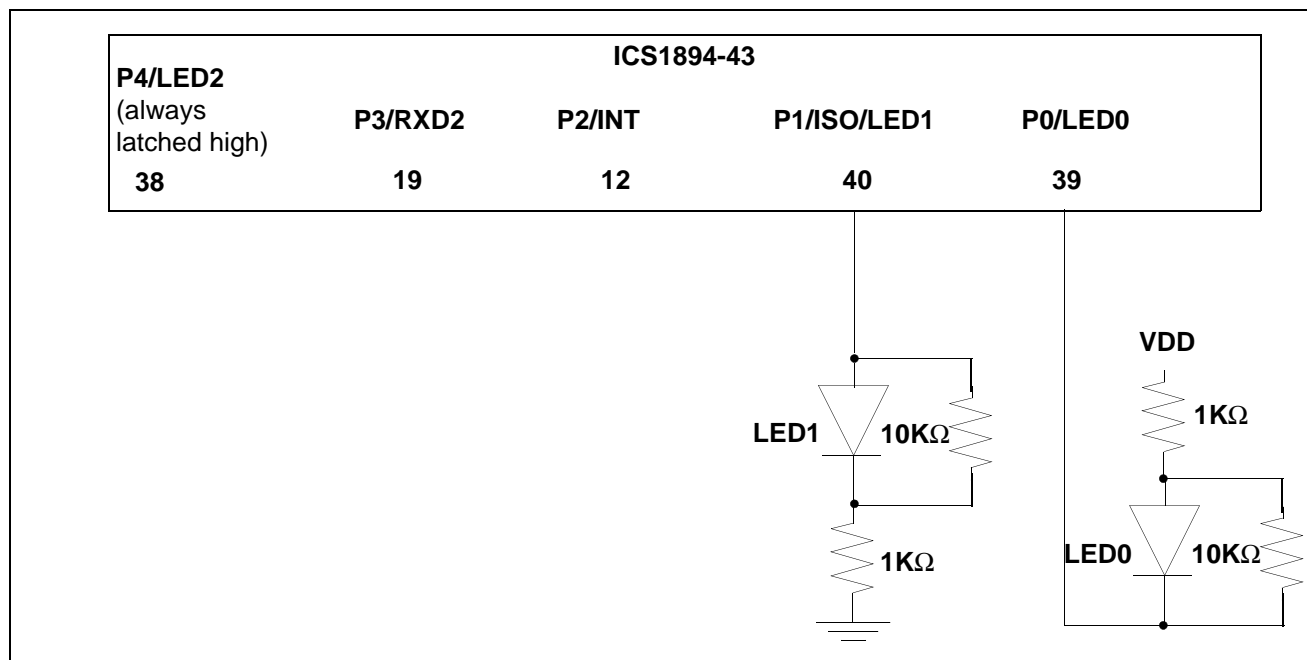 ICS1894-43
P4/LED2
(always
latched high)
P3/RXD2
P2/INT
P1/ISO/LED1
P0/LED0
38
19
12
40
39
VDD
1KΩ
LED1
10KΩ
1KΩ
LED0
10KΩ